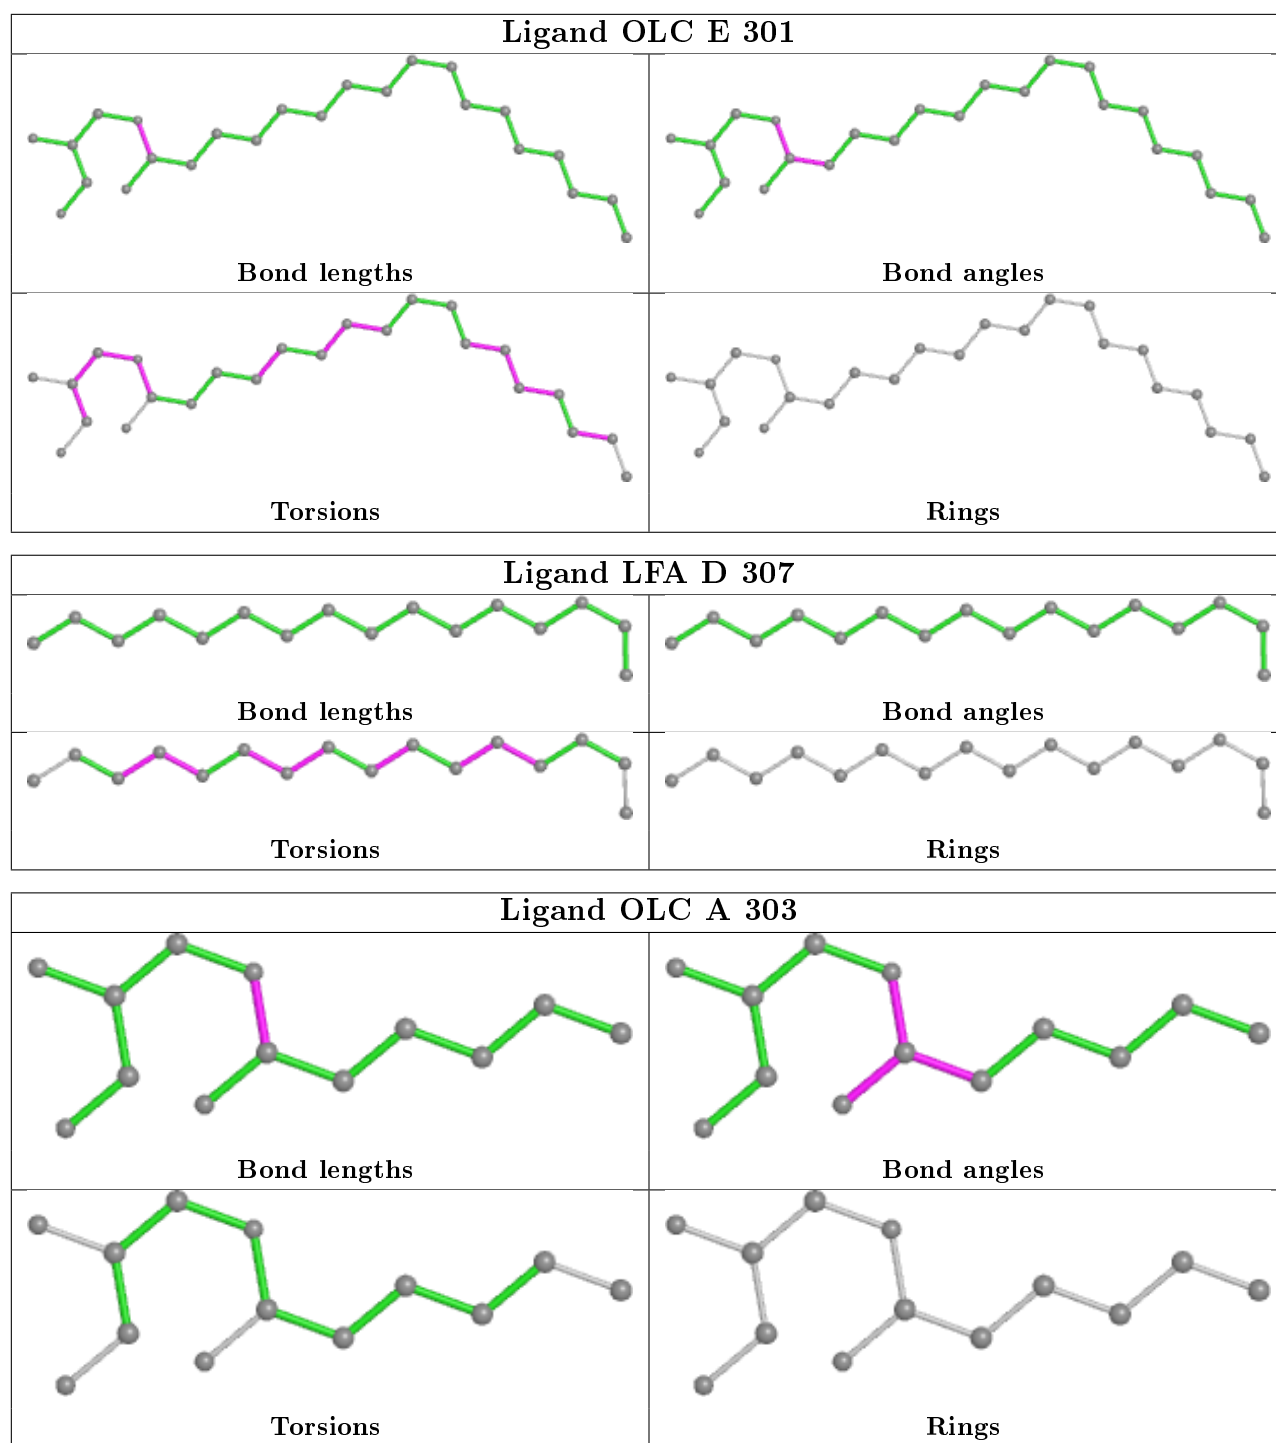 Ligand OLC E 301
Bond lengths
Bond angles
Torsions
Rings
Ligand LFA D 307
Bond lengths
Bond angles
Torsions
Rings
Ligand OLC A 303
Bond lengths
Bond angles
Torsions
Rings